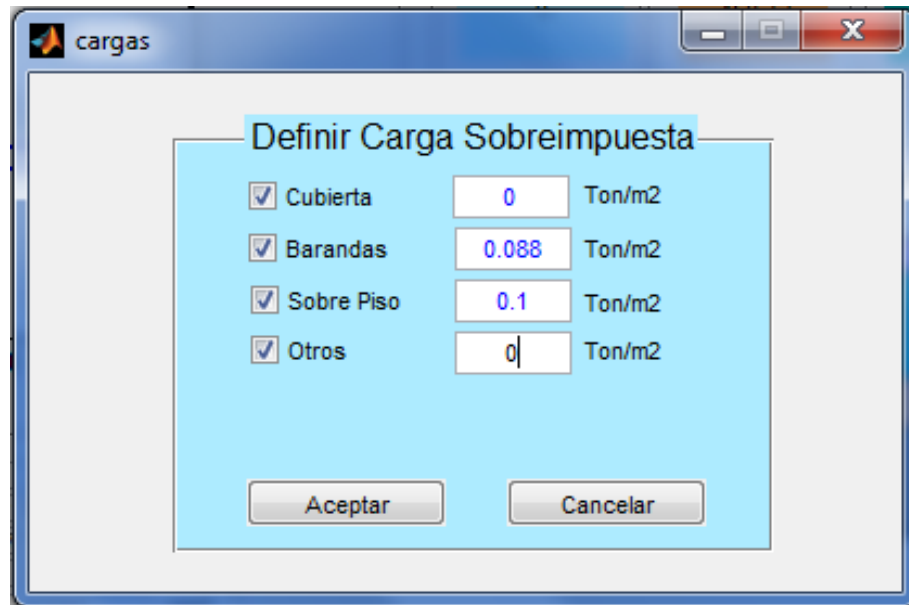 cargas
Definir Carga Sobreimpuesta
Cubierta 0 Ton/m2
Barandas 0.088 Ton/m2
Sobre Piso 0.1 Ton/m2
Otros 0 Ton/m2
Aceptar Cancelar